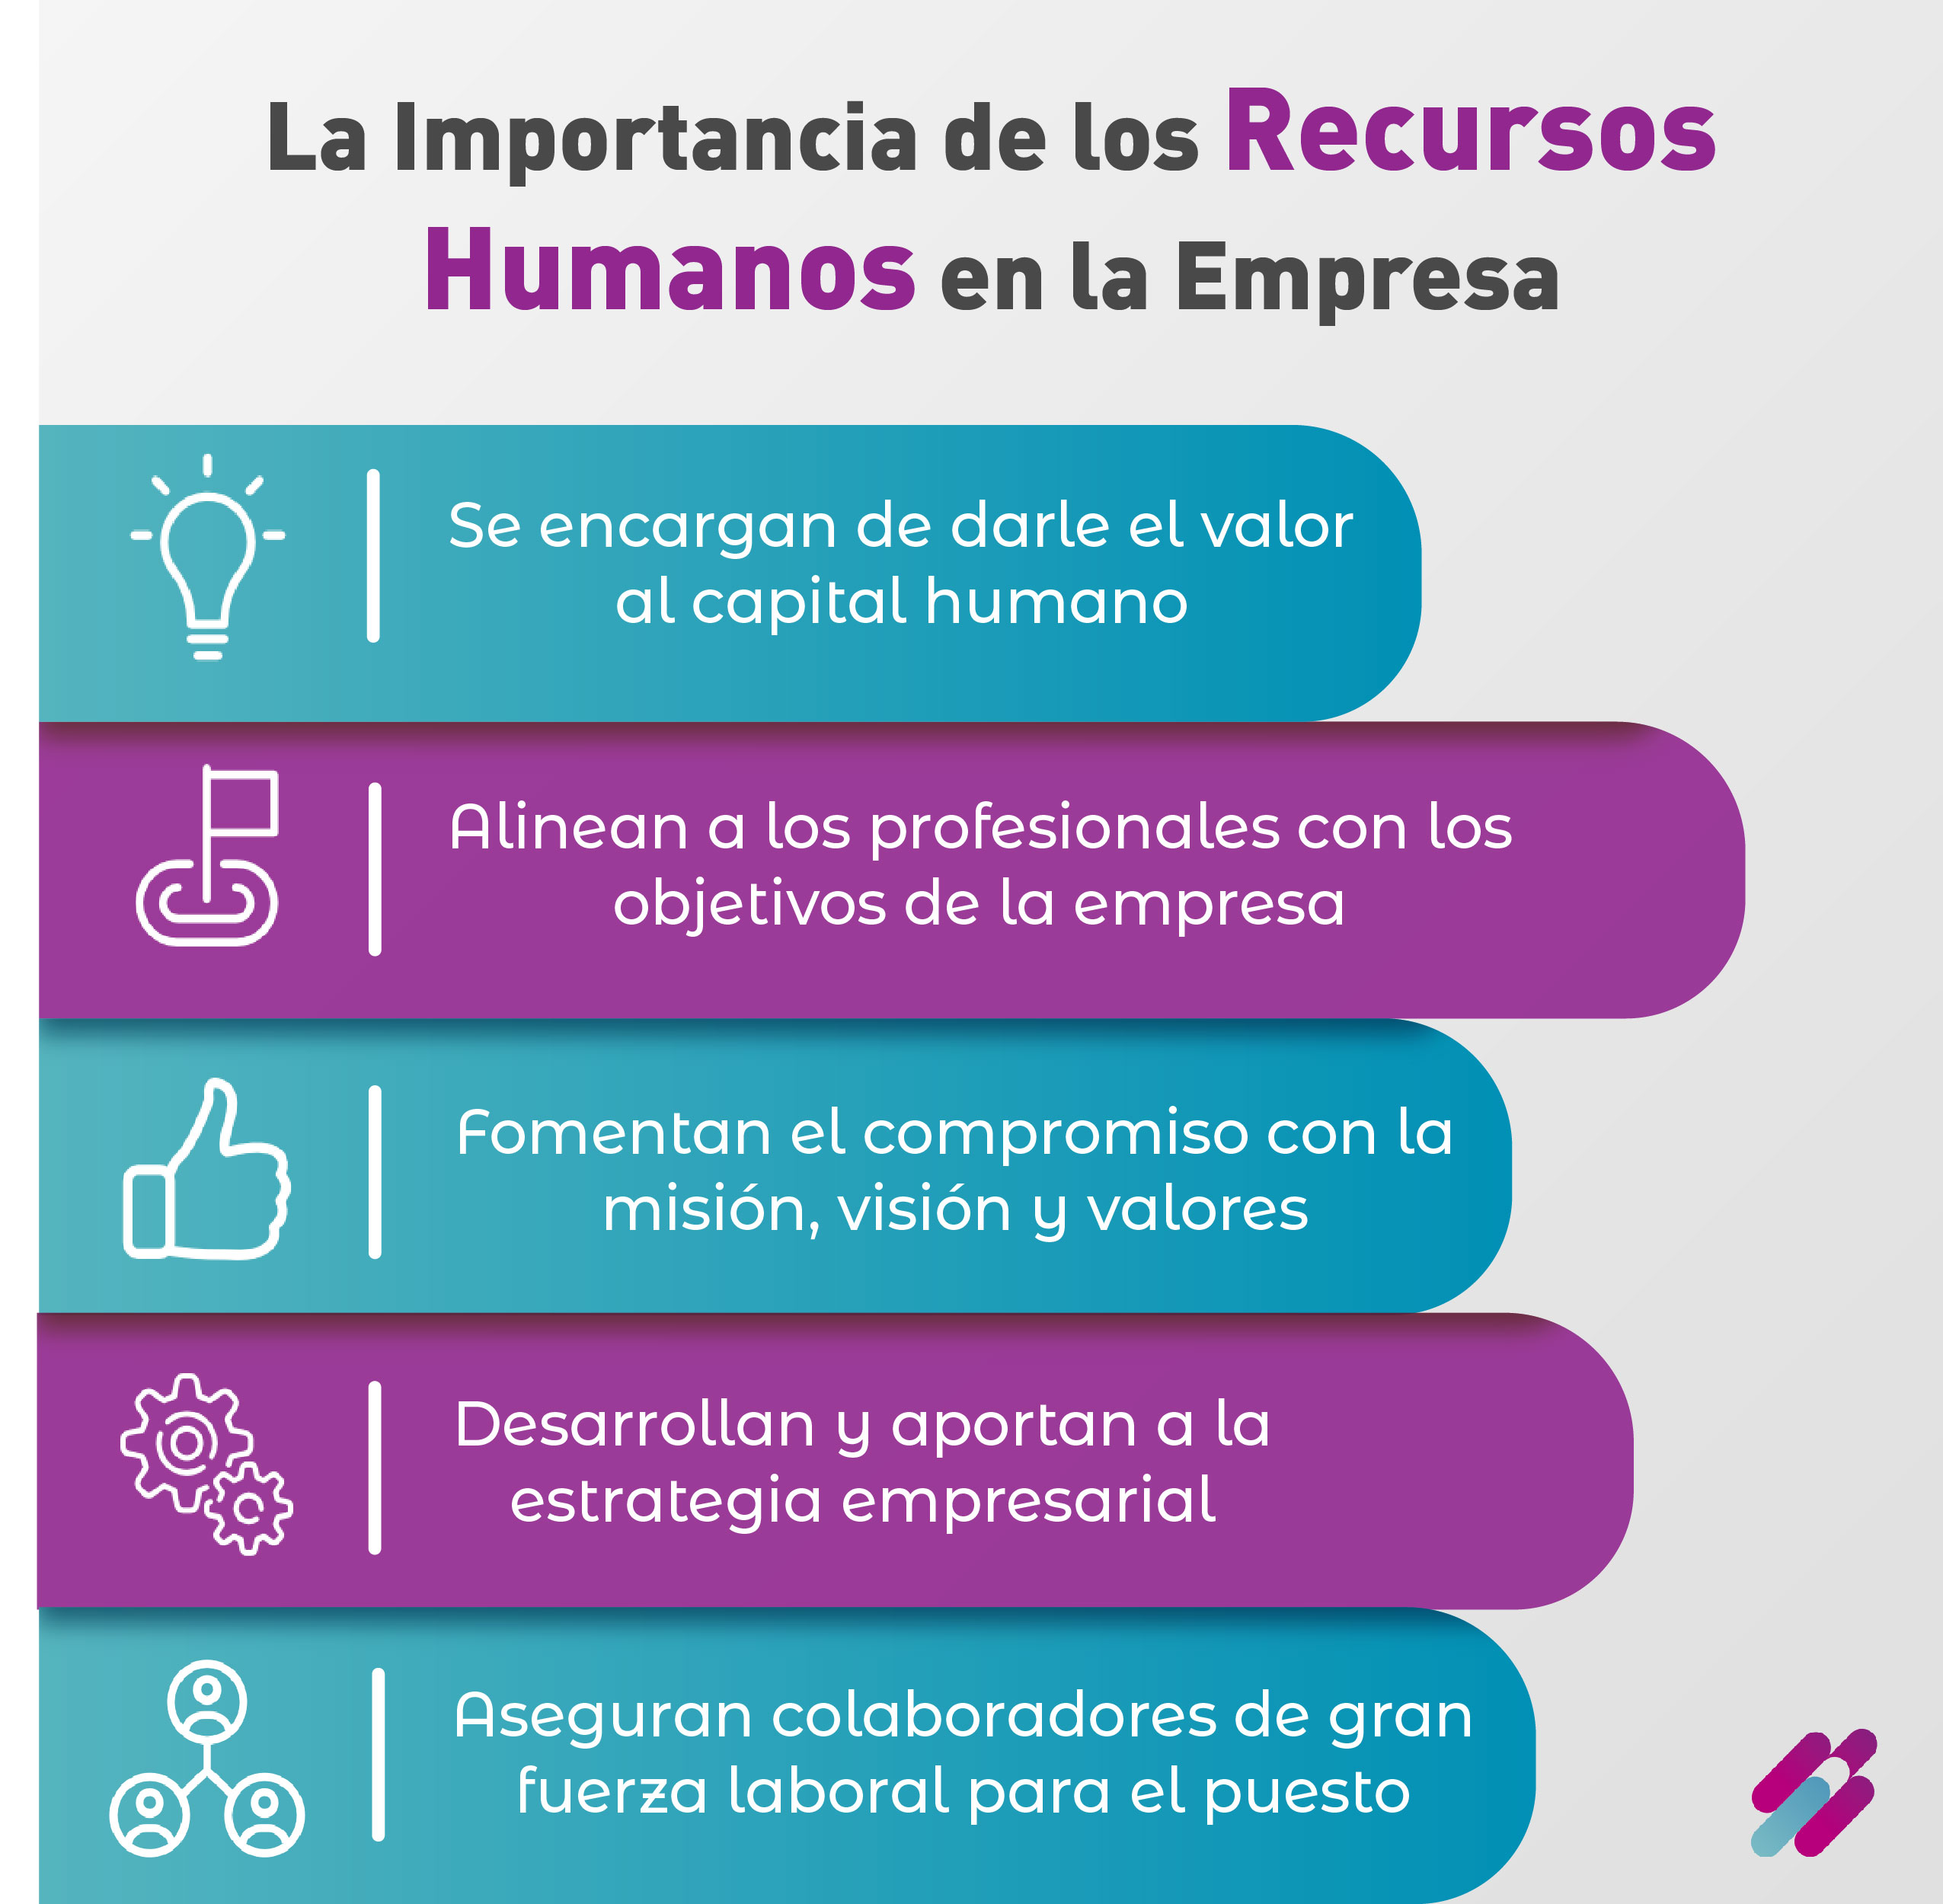 La Importancia de los Recursos
Humanos en la Empresa
Se encargan de darle el valor
al capital humano
Alinean a los profesionales con los
objetivos de la empresa
Fomentan el compromiso con la
misión, visión y valores
Desarrollan y aportan a la
estrategia empresarial
Aseguran colaboradores de gran
fuerza laboral para el puesto